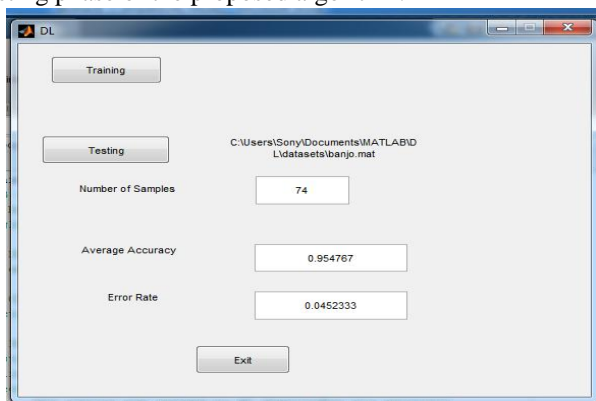 DL
Training
Testing
C:\Users\Sony\Documents\MATLAB\D
L\datasets\banjo.mat
Number of Samples
74
Average Accuracy
0.954767
Error Rate
0.0452333
Exit